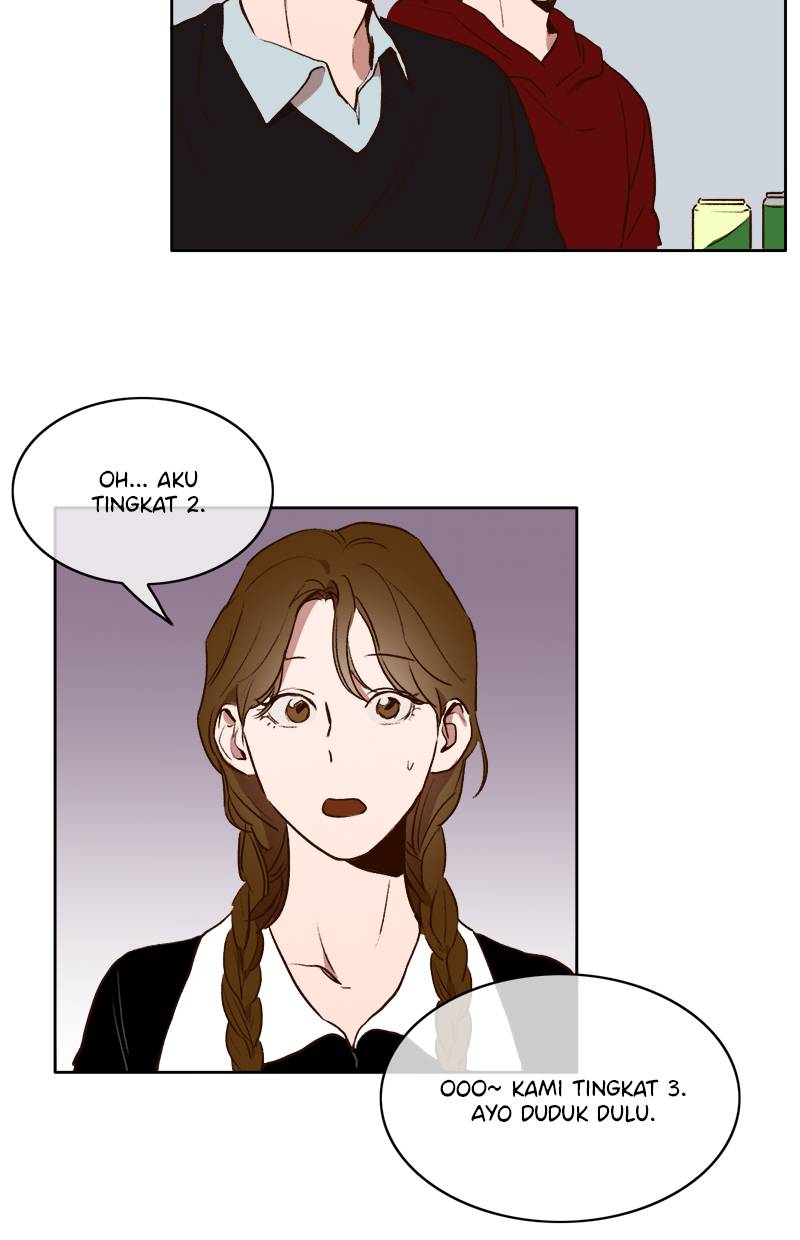 OH... AKU
TINGKAT 2.
OOO~ KAMI TINGKAT 3.
AYO DUDUK DULU.